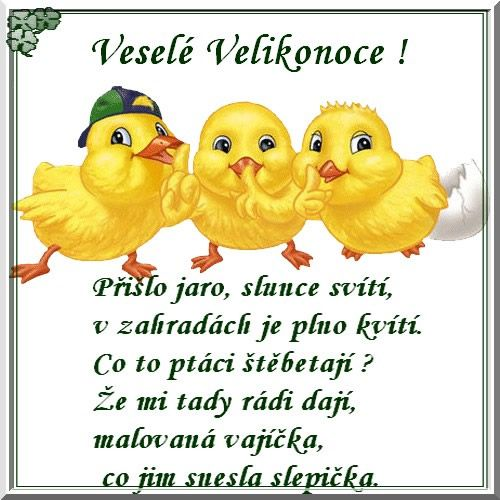 Veselé Velikonoce !
Přišlo jaro, slunce svítí,
v zahradách je plno kvítí.
Co to ptáci štěbetají ?
Že mi tady rádi dají,
malovaná vajíčka,
co jim snesla slepička.